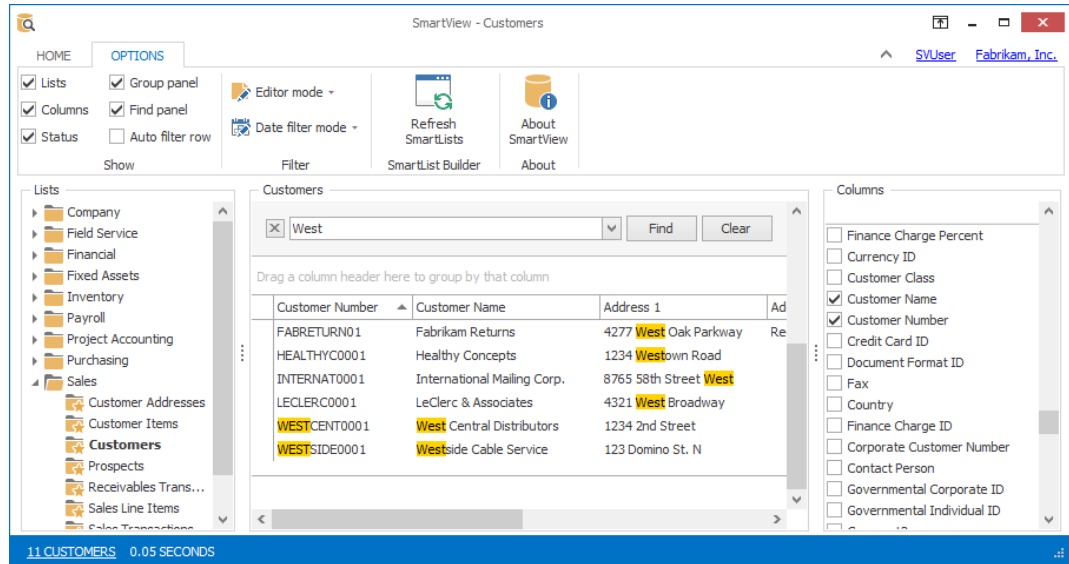 SmartView - Customers
HOME OPTIONS SVUser Fabrikam, Inc.
Lists Group panel
Columns Find panel
Status Auto filter row
Show
Editor mode
Date filter mode
Filter
Refresh
SmartLists
SmartList Builder
About
SmartView
About
Lists
Company
Field Service
Financial
Fixed Assets
Inventory
Payroll
Project Accounting
Purchasing
Sales
Customer Addresses
Customer Items
Customers
Prospects
Receivables Trans...
Sales Line Items
Sales Transactions
Customers
West Find Clear
Drag a column header here to group by that column
Customer Number Customer Name Address 1 Ad
FABRETURN01 Fabrikam Returns 4277 West Oak Parkway Re
HEALTHYC0001 Healthy Concepts 1234 Westown Road
INTERNAT0001 International Mailing Corp. 8765 58th Street West
LECLERC0001 LeClerc & Associates 4321 West Broadway
WESTCENT0001 West Central Distributors 1234 2nd Street
WESTSIDE0001 Westside Cable Service 123 Domino St. N
Columns
Finance Charge Percent
Currency ID
Customer Class
Customer Name
Customer Number
Credit Card ID
Document Format ID
Fax
Country
Finance Charge ID
Corporate Customer Number
Contact Person
Governmental Corporate ID
Governmental Individual ID
11 CUSTOMERS 0.05 SECONDS